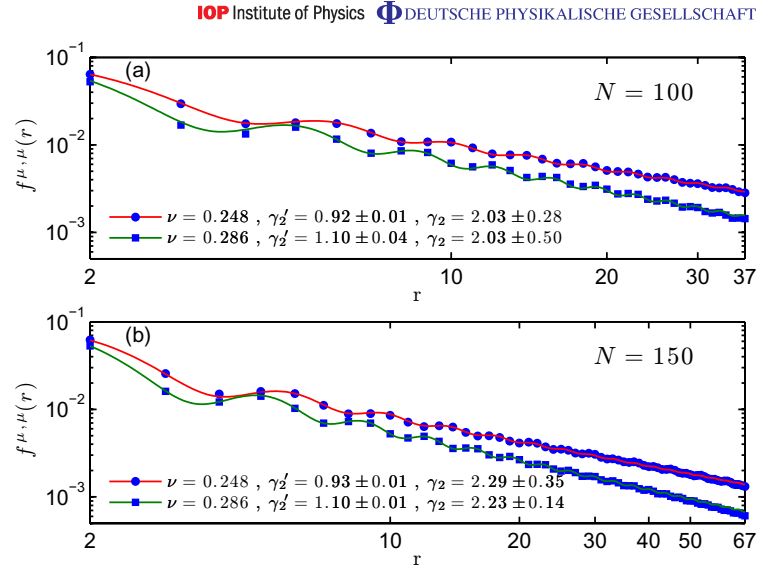 IOP Institute of Physics Φ DEUTSCHE PHYSIKALISCHE GESELLSCHAFT
(a)
N = 100
10⁻¹
10⁻²
10⁻³
f^{μ,μ}(r)
ν = 0.248 , γ₂′ = 0.92 ± 0.01 , γ₂ = 2.03 ± 0.28
ν = 0.286 , γ₂′ = 1.10 ± 0.04 , γ₂ = 2.03 ± 0.50
2 10 20 30 37
r
(b)
N = 150
10⁻¹
10⁻²
10⁻³
f^{μ,μ}(r)
ν = 0.248 , γ₂′ = 0.93 ± 0.01 , γ₂ = 2.29 ± 0.35
ν = 0.286 , γ₂′ = 1.10 ± 0.01 , γ₂ = 2.23 ± 0.14
2 10 20 30 40 50 67
r